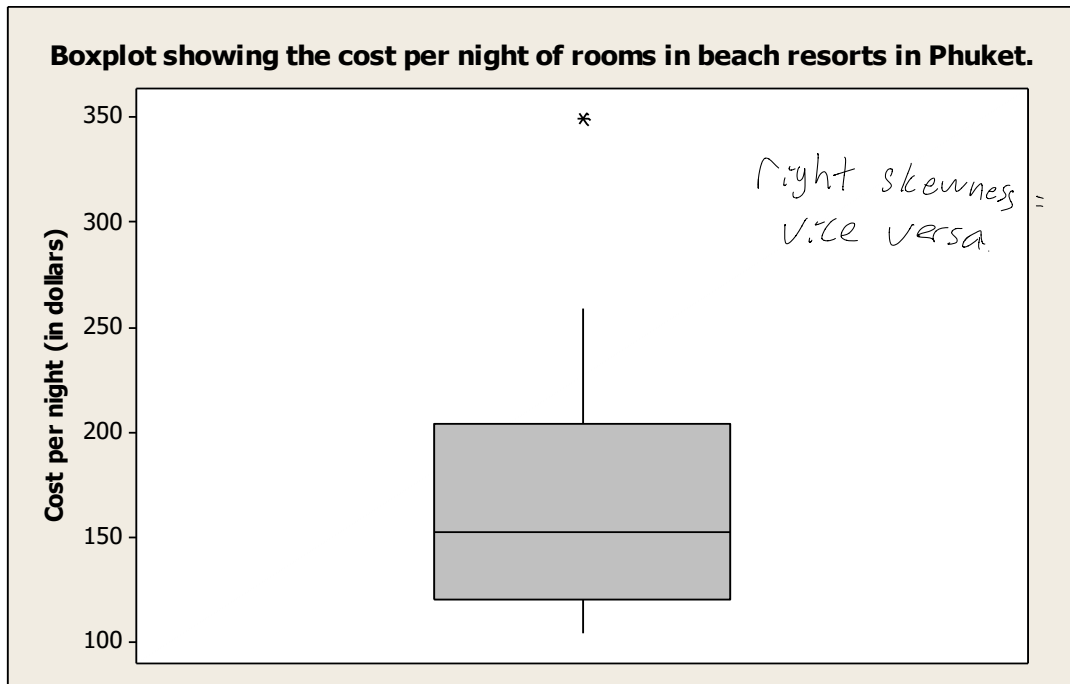 Boxplot showing the cost per night of rooms in beach resorts in Phuket.
350
300
250
200
150
100
Cost per night (in dollars)
*
right skewness =
vice versa